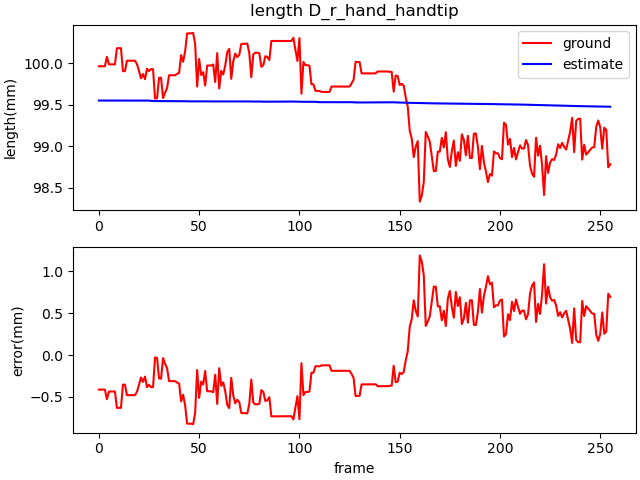 length D_r_hand_handtip
length(mm)
100.0
99.5
99.0
98.5
ground
estimate
0 50 100 150 200 250
error(mm)
1.0
0.5
0.0
−0.5
0 50 100 150 200 250
frame